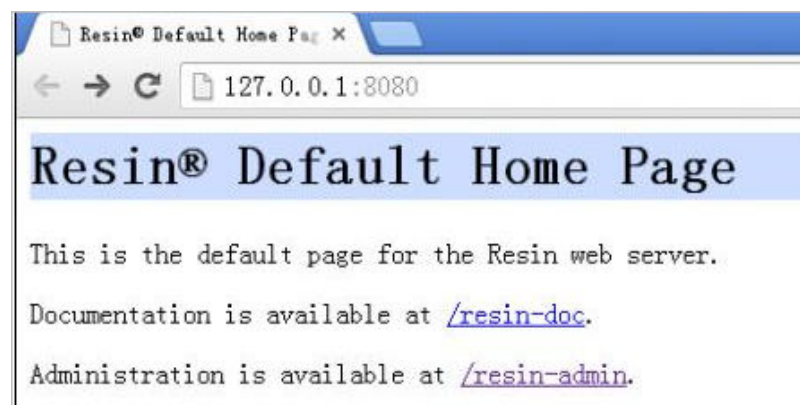 Resin® Default Home Pag
127.0.0.1:8080
Resin® Default Home Page
This is the default page for the Resin web server.
Documentation is available at /resin-doc.
Administration is available at /resin-admin.